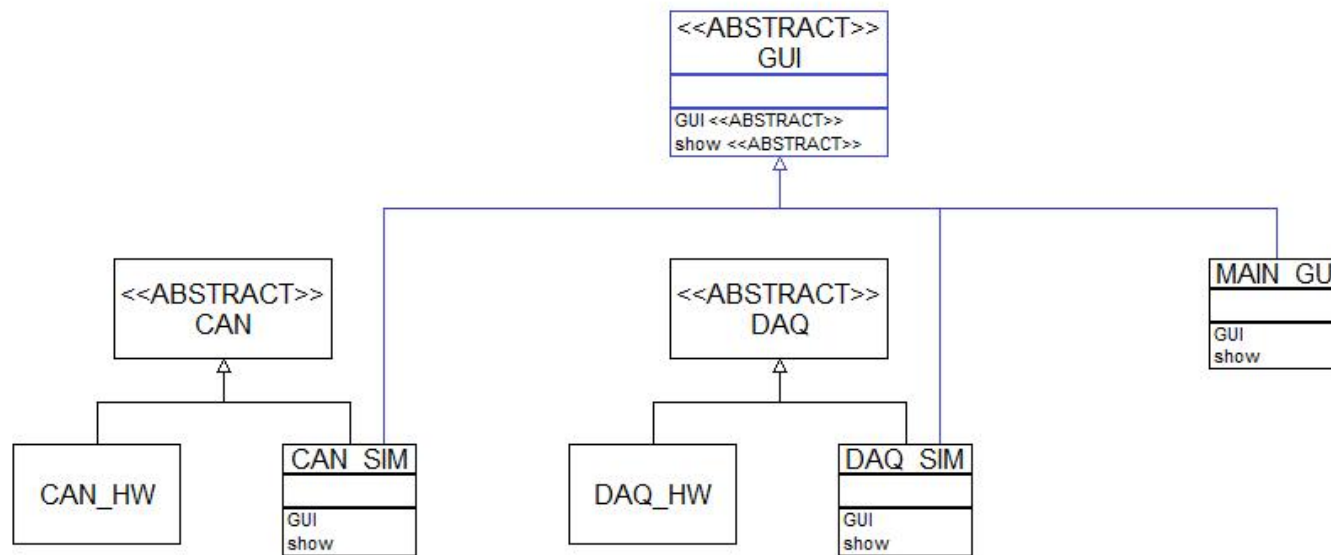 <<ABSTRACT>>
GUI
GUI <<ABSTRACT>>
show <<ABSTRACT>>
<<ABSTRACT>>
CAN
<<ABSTRACT>>
DAQ
MAIN_GU
GUI
show
CAN_HW
CAN_SIM
GUI
show
DAQ_HW
DAQ_SIM
GUI
show